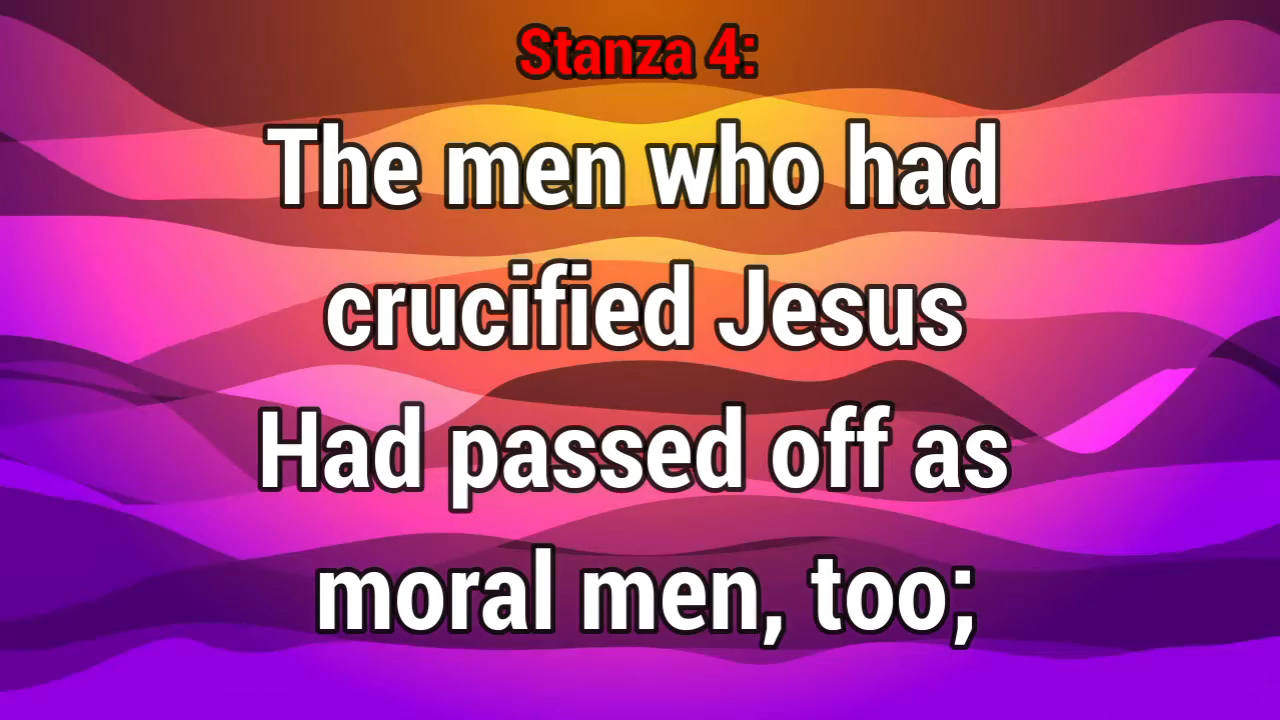 Stanza 4:
The men who had
crucified Jesus
Had passed off as
moral men, too;